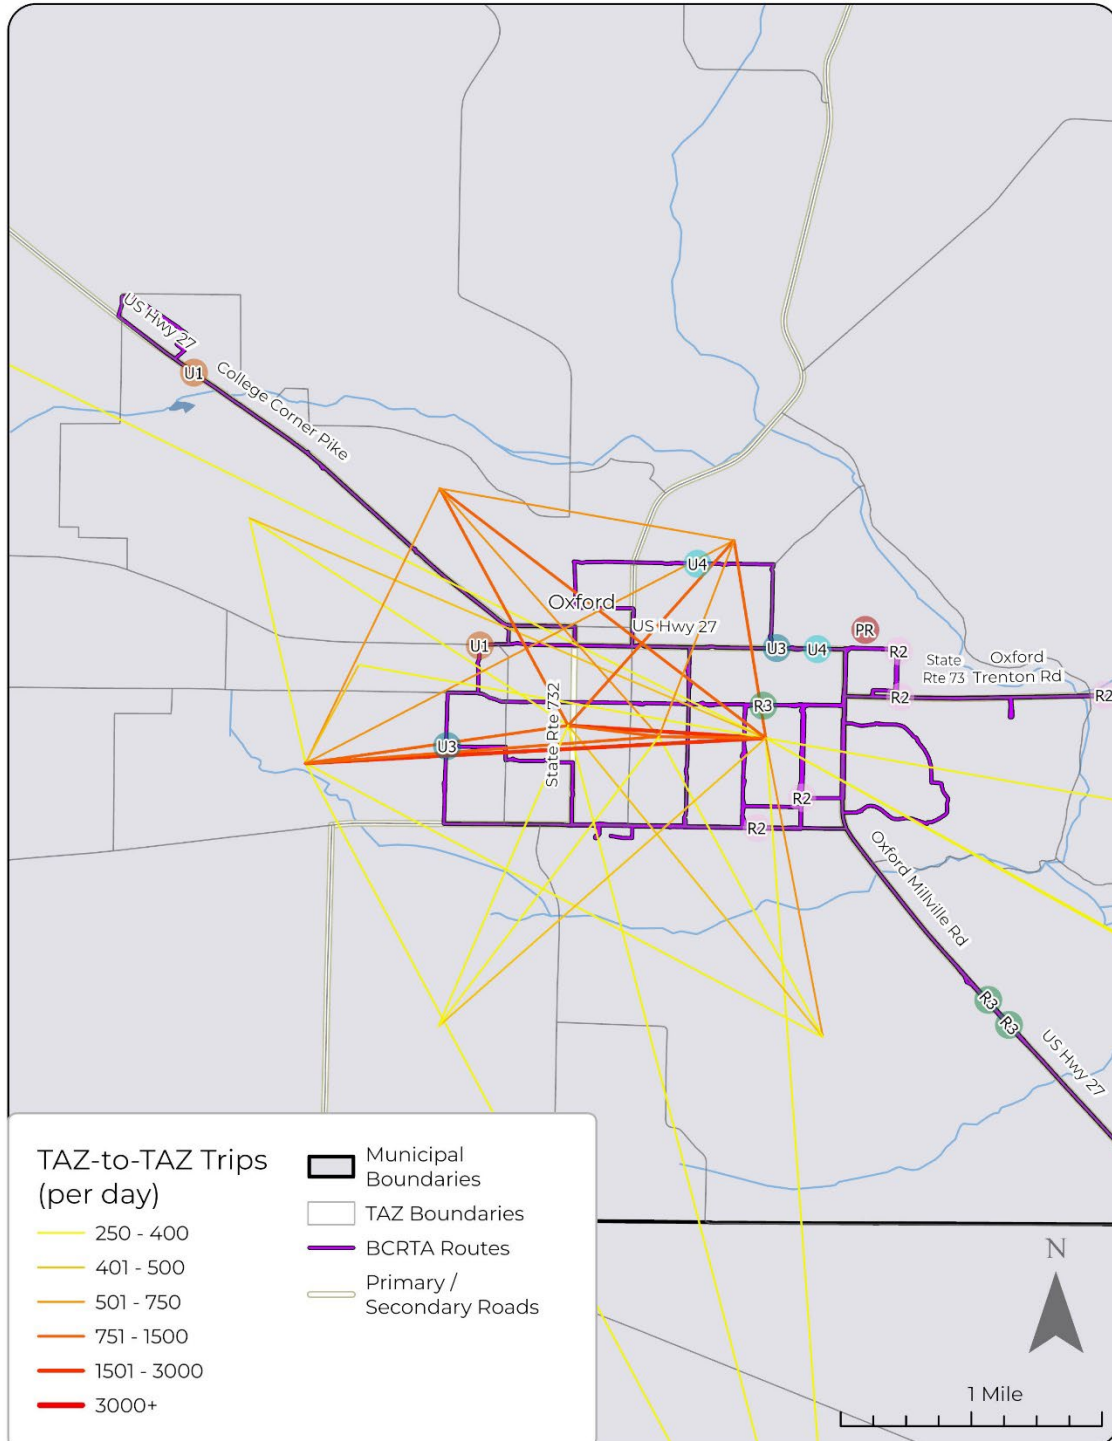 US Hwy 27
U1
College Corner Pike
U4
Oxford
US Hwy 27
PR
U1
U3
U4
R2
State
Rte 73
Oxford
Trenton Rd
R2
R2
State Rte 732
R3
U3
R2
R2
Oxford Millville Rd
R3
R3
US Hwy 27
TAZ-to-TAZ Trips
(per day)
250 - 400
401 - 500
501 - 750
751 - 1500
1501 - 3000
3000+
Municipal
Boundaries
TAZ Boundaries
BCRTA Routes
Primary /
Secondary Roads
N
1 Mile